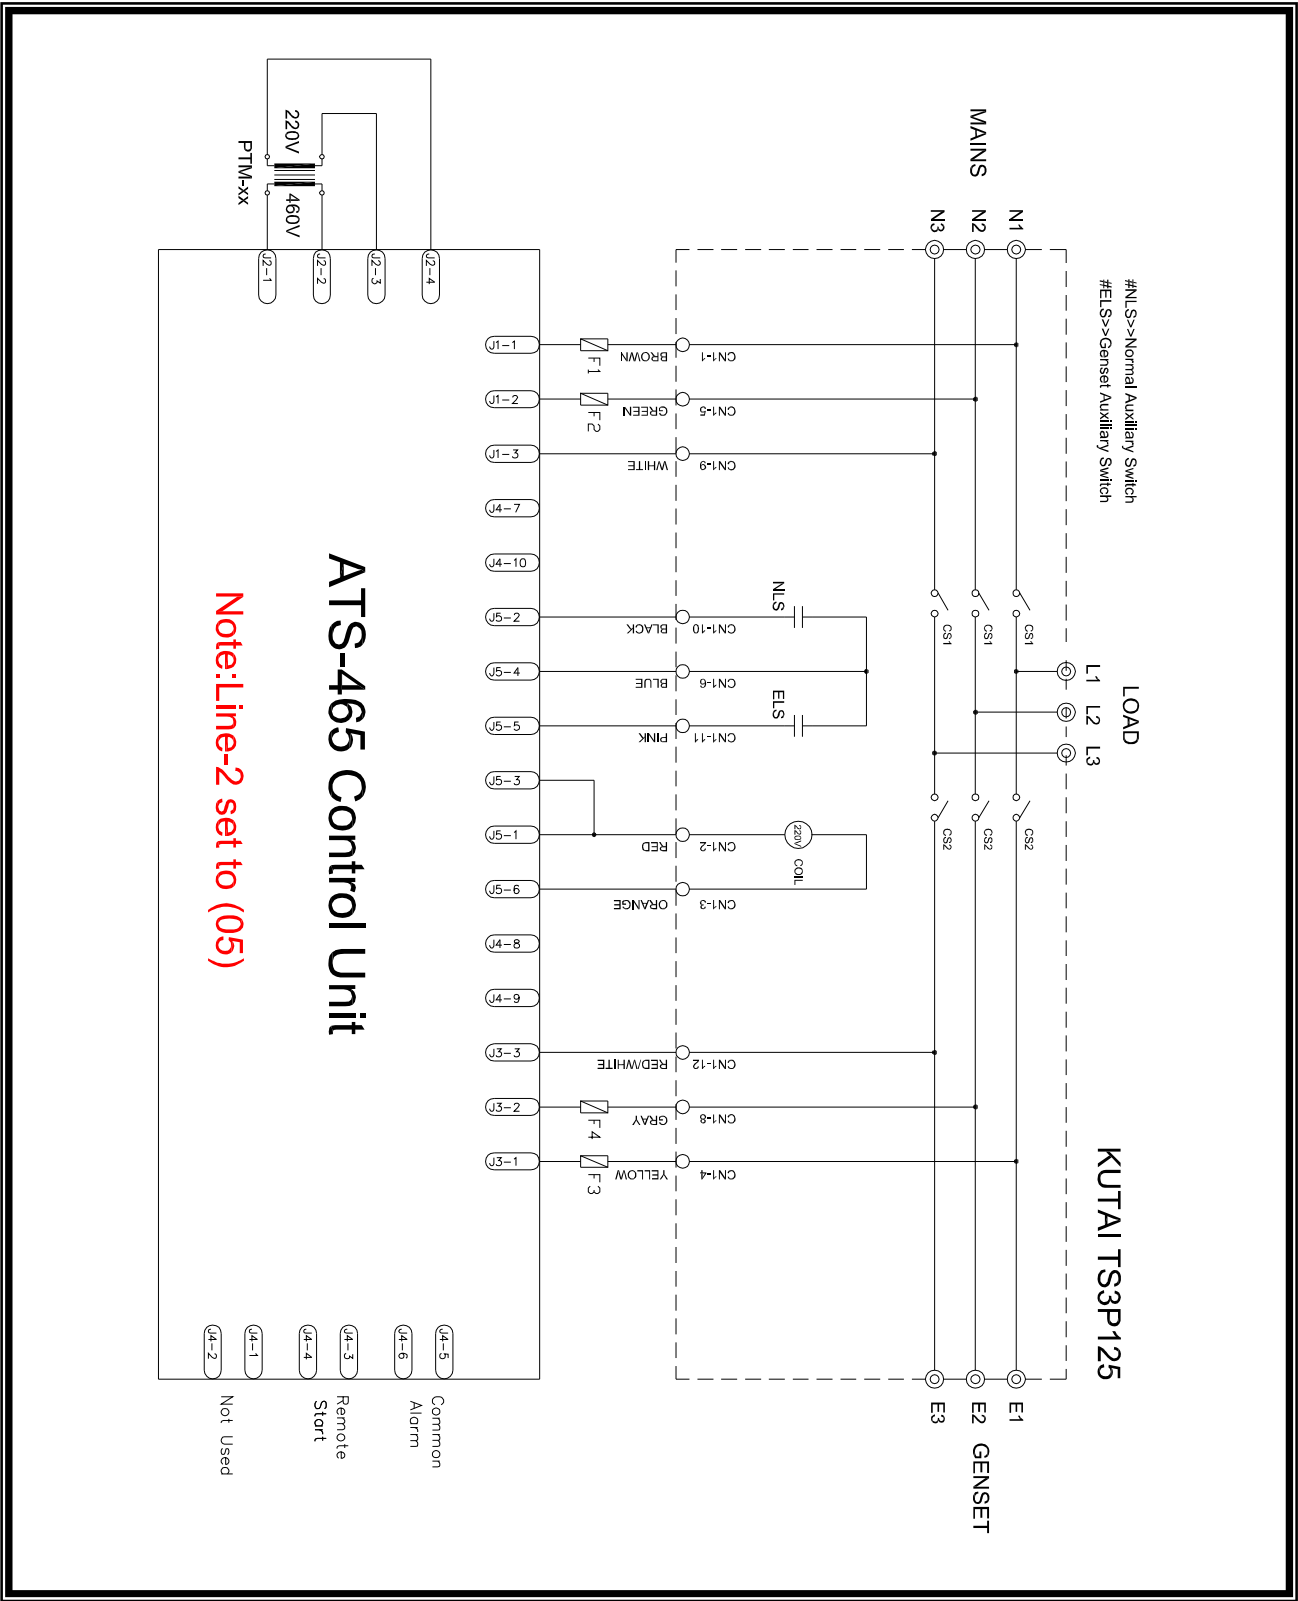 KUTAI TS3P125
#NLS>>Normal Auxiliary Switch
#ELS>>Genset Auxiliary Switch
LOAD
L1 L2 L3
MAINS
N1
N2
N3
CS1
CS1
CS1
CS2
CS2
CS2
E1
E2
E3
GENSET
NLS
ELS
220V
COIL
CN1-1
CN1-5
CN1-9
CN1-10
CN1-6
CN1-11
CN1-2
CN1-3
CN1-12
CN1-8
CN1-4
BROWN
GREEN
WHITE
BLACK
BLUE
PINK
RED
ORANGE
RED/WHITE
GRAY
YELLOW
F1
F2
F4
F3
J1-1
J1-2
J1-3
J4-7
J4-10
J5-2
J5-4
J5-5
J5-3
J5-1
J5-6
J4-8
J4-9
J3-3
J3-2
J3-1
220V
460V
PTM-xx
J2-4
J2-3
J2-2
J2-1
ATS-465 Control Unit
Note:Line-2 set to (05)
J4-5
J4-6
Common
Alarm
J4-3
J4-4
Remote
Start
J4-1
J4-2
Not Used